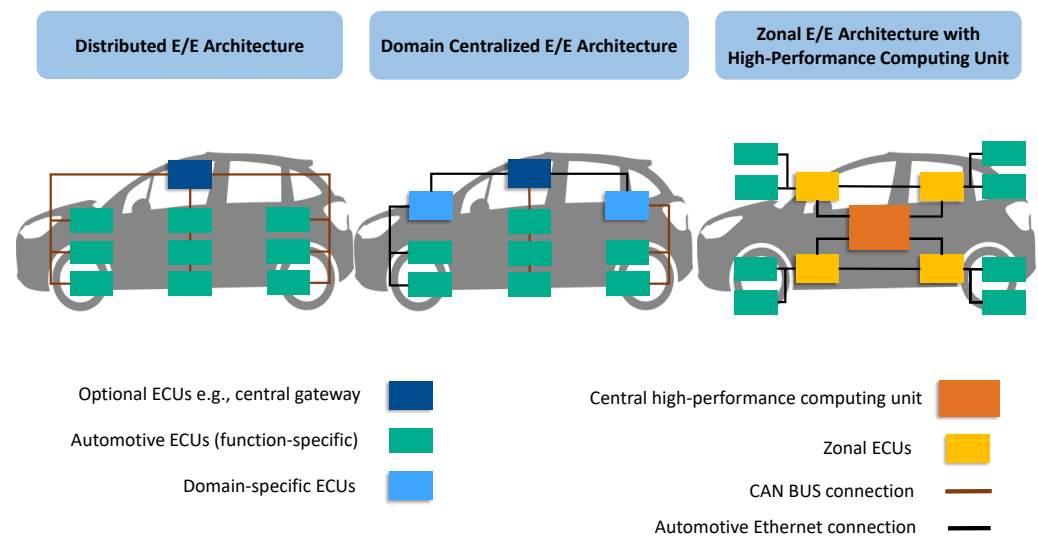 Distributed E/E Architecture
Domain Centralized E/E Architecture
Zonal E/E Architecture with
High-Performance Computing Unit
Optional ECUs e.g., central gateway
Automotive ECUs (function-specific)
Domain-specific ECUs
Central high-performance computing unit
Zonal ECUs
CAN BUS connection
Automotive Ethernet connection